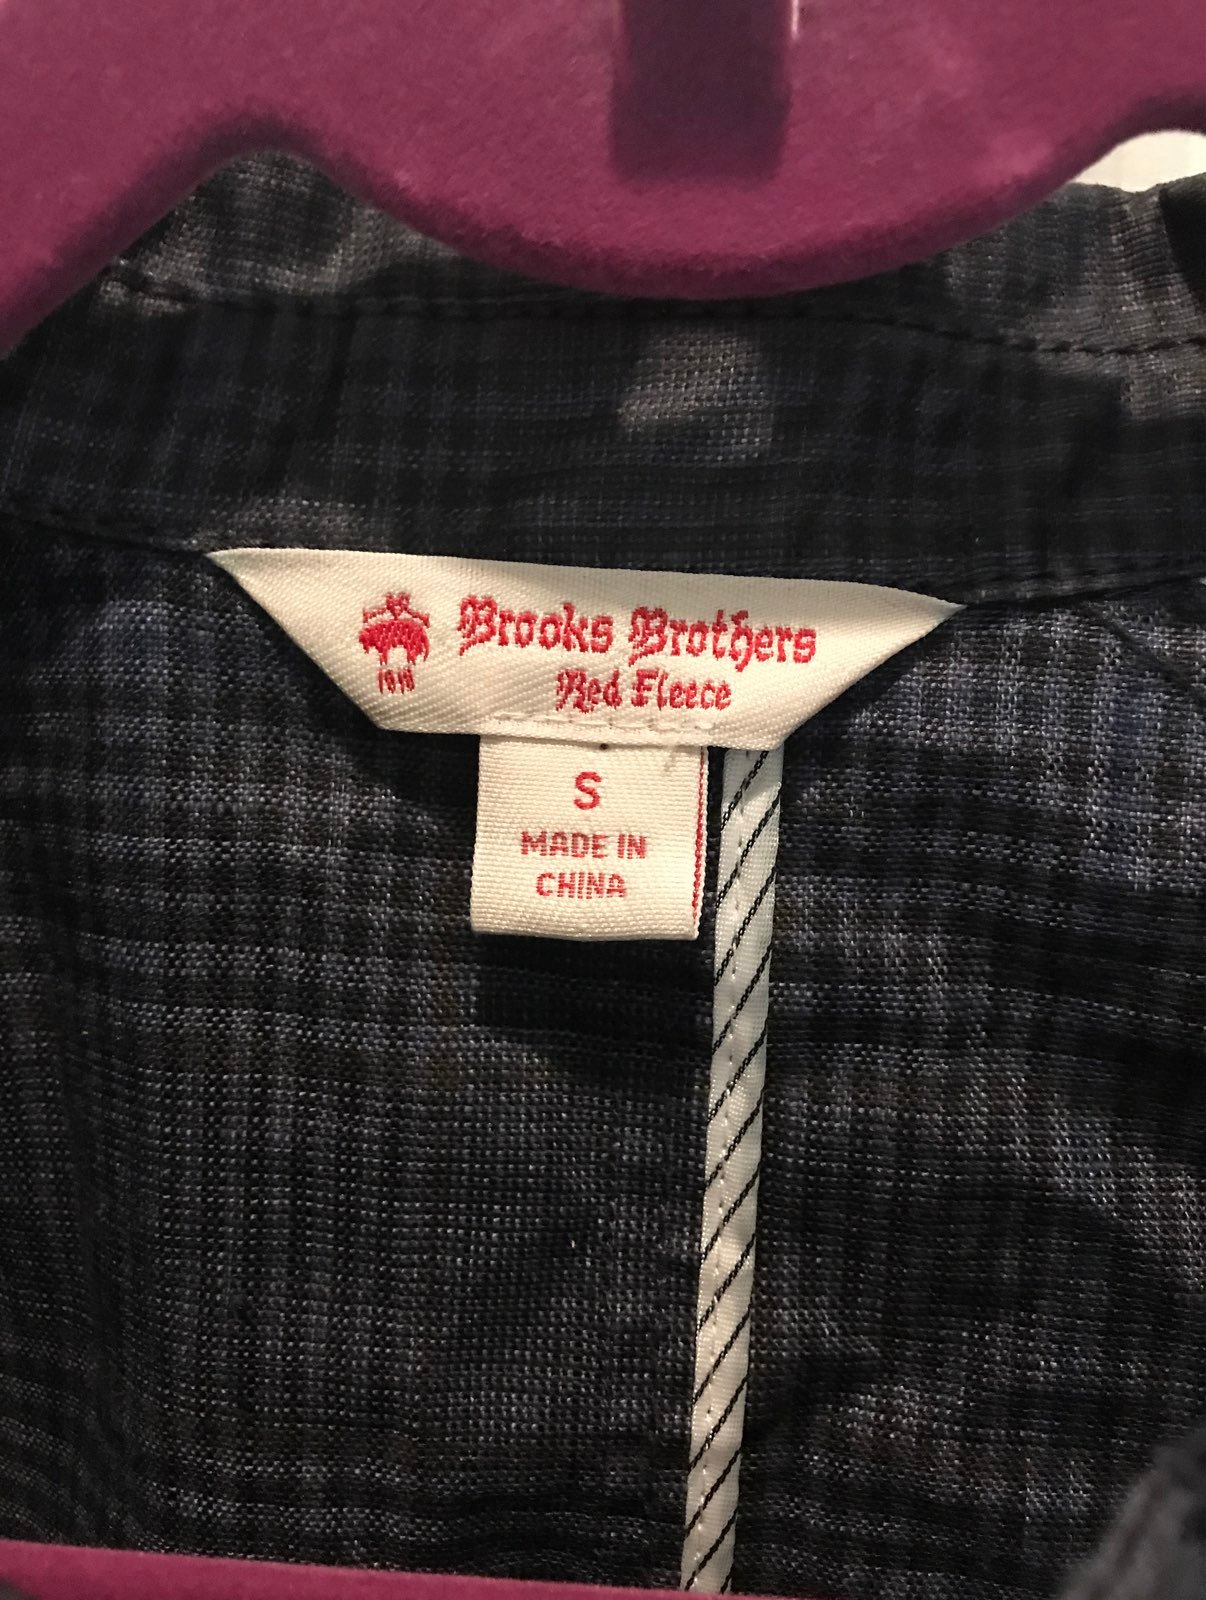 Brooks Brothers
Red Fleece
1818
S
MADE IN
CHINA